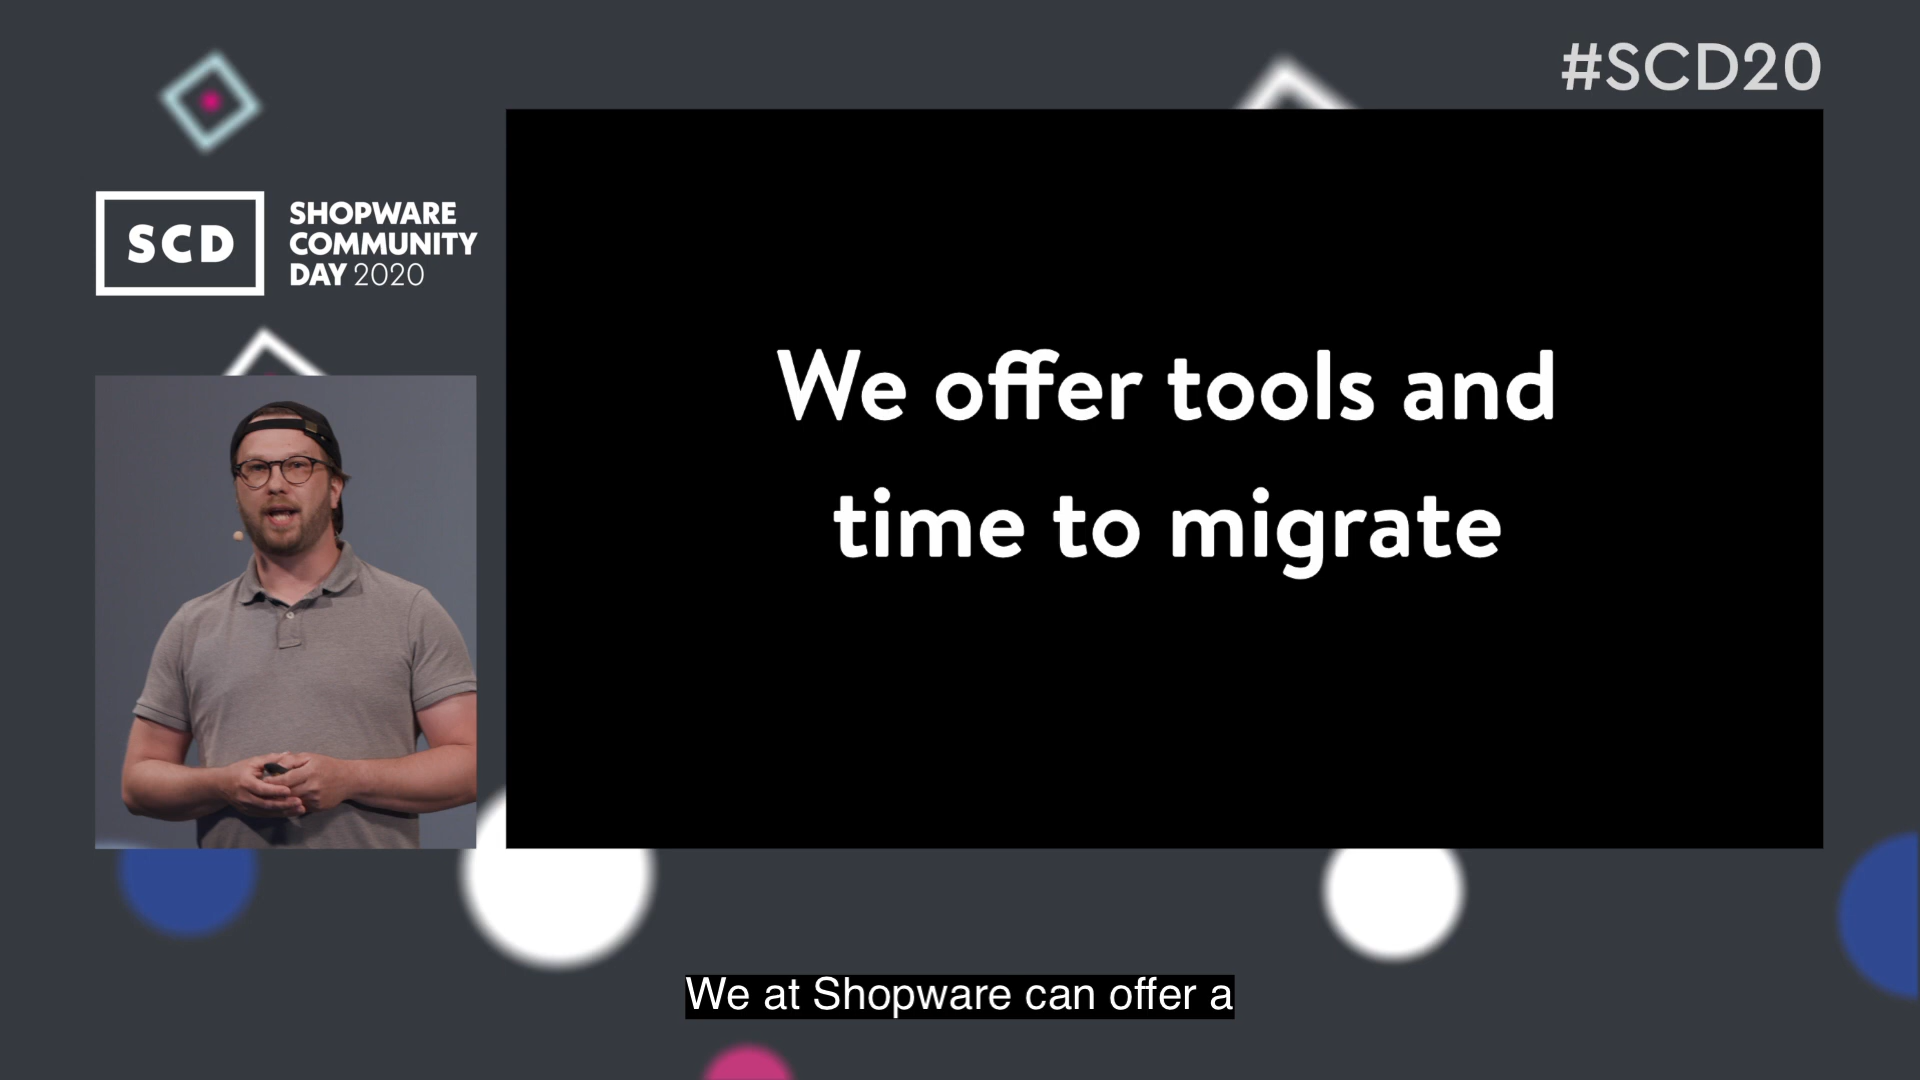 #SCD20
SCD
SHOPWARE
COMMUNITY
DAY 2020
We offer tools and
time to migrate
We at Shopware can offer a